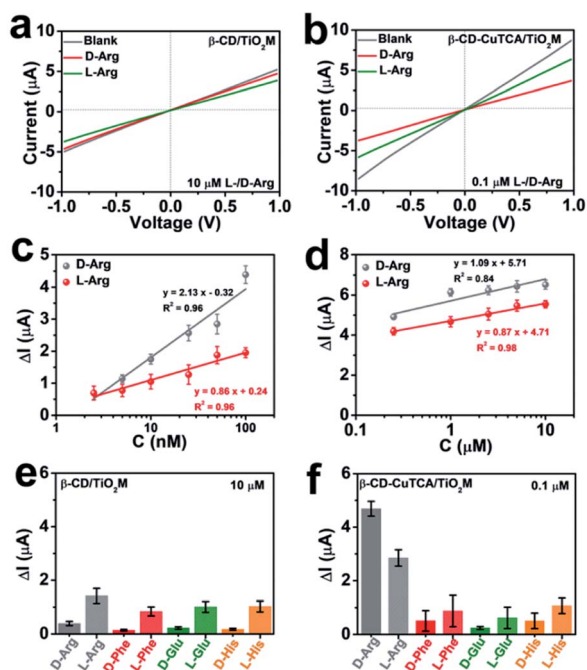 a
β-CD/TiO₂M
Blank
D-Arg
L-Arg
10 μM L-/D-Arg
Current (μA)
10
5
0
-5
-10
-1.0 -0.5 0.0 0.5 1.0
Voltage (V)
b
β-CD-CuTCA/TiO₂M
Blank
D-Arg
L-Arg
0.1 μM L-/D-Arg
Current (μA)
10
5
0
-5
-10
-1.0 -0.5 0.0 0.5 1.0
Voltage (V)
c
D-Arg
L-Arg
y = 2.13 x - 0.32
R² = 0.96
y = 0.86 x + 0.24
R² = 0.96
ΔI (μA)
5
4
3
2
1
0
1 10 100
C (nM)
d
D-Arg
L-Arg
y = 1.09 x + 5.71
R² = 0.84
y = 0.87 x + 4.71
R² = 0.98
ΔI (μA)
8
6
4
2
0
0.1 1 10
C (μM)
e
β-CD/TiO₂M
10 μM
ΔI (μA)
6
4
2
0
D-Arg
L-Arg
D-Phe
L-Phe
D-Glu
L-Glu
D-His
L-His
f
β-CD-CuTCA/TiO₂M
0.1 μM
ΔI (μA)
6
4
2
0
D-Arg
L-Arg
D-Phe
L-Phe
D-Glu
L-Glu
D-His
L-His